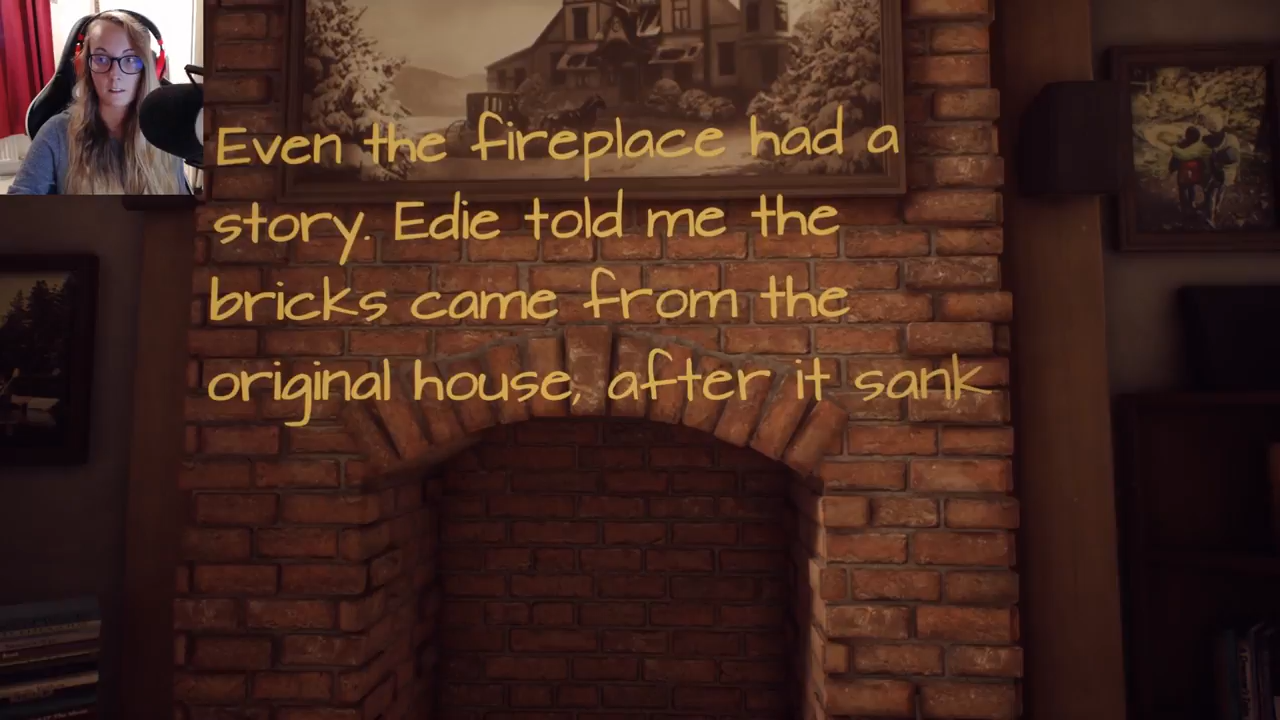 Even the fireplace had a
story. Edie told me the
bricks came from the
original house, after it sank